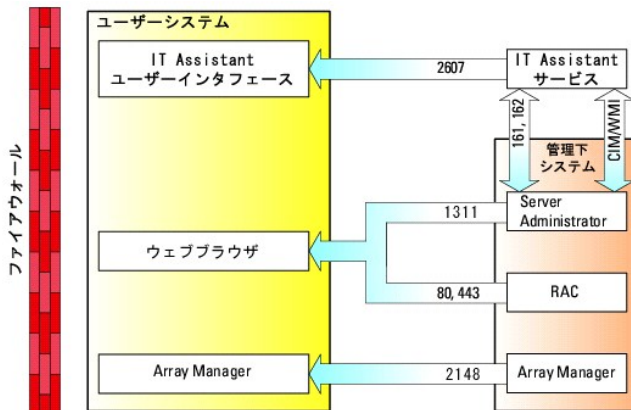 ファイアウォール
ユーザーシステム
IT Assistant
ユーザーインタフェース
2607
IT Assistant
サービス
161, 162
CIM/WMI
管理下
システム
1311
Server
Administrator
ウェブブラウザ
80, 443
RAC
Array Manager
2148
Array Manager